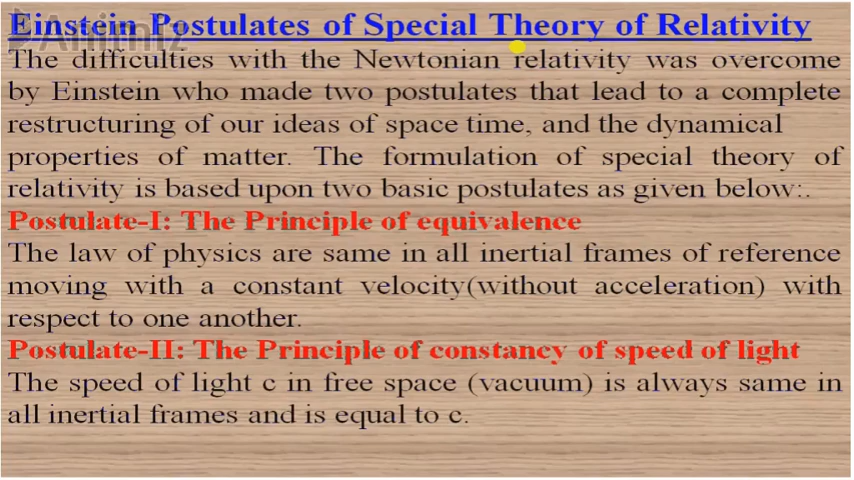 Einstein Postulates of Special Theory of Relativity
The difficulties with the Newtonian relativity was overcome
by Einstein who made two postulates that lead to a complete
restructuring of our ideas of space time, and the dynamical
properties of matter. The formulation of special theory of
relativity is based upon two basic postulates as given below:.
Postulate-I: The Principle of equivalence
The law of physics are same in all inertial frames of reference
moving with a constant velocity(without acceleration) with
respect to one another.
Postulate-II: The Principle of constancy of speed of light
The speed of light c in free space (vacuum) is always same in
all inertial frames and is equal to c.